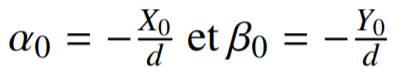 α₀ = −X₀/d et β₀ = −Y₀/d